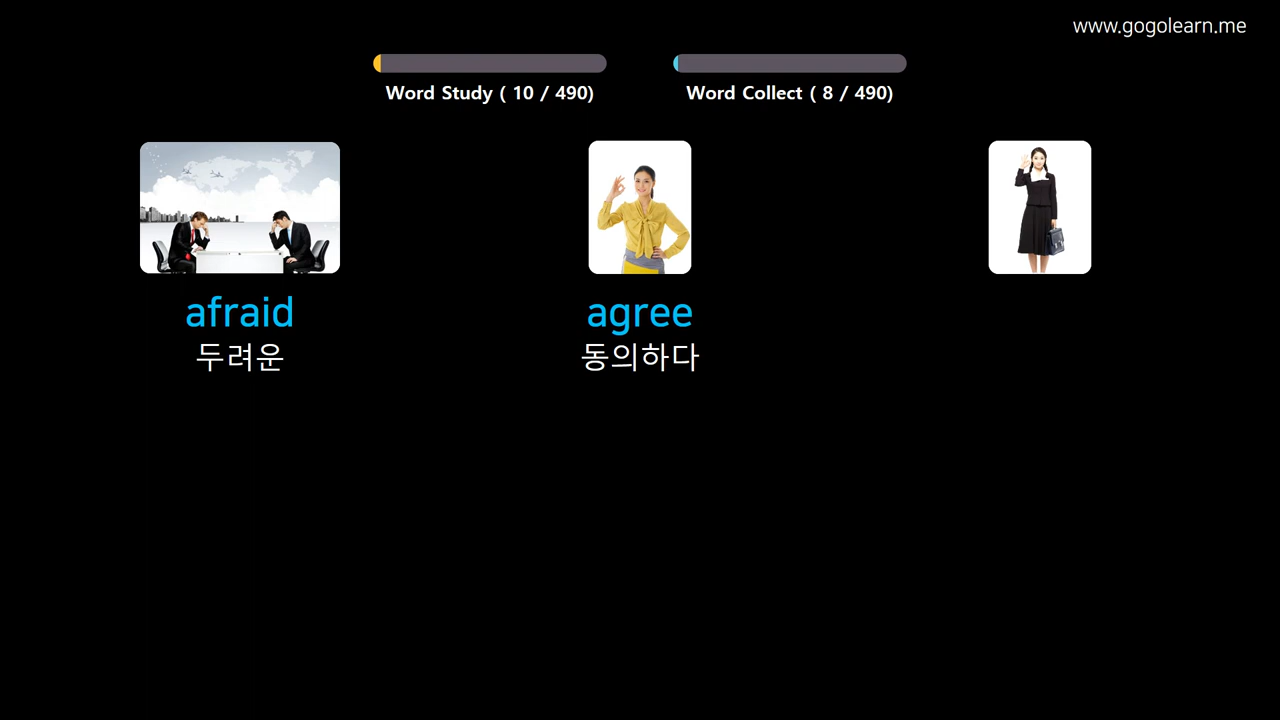 www.gogolearn.me
Word Study ( 10 / 490)
Word Collect ( 8 / 490)
afraid
두려운
agree
동의하다